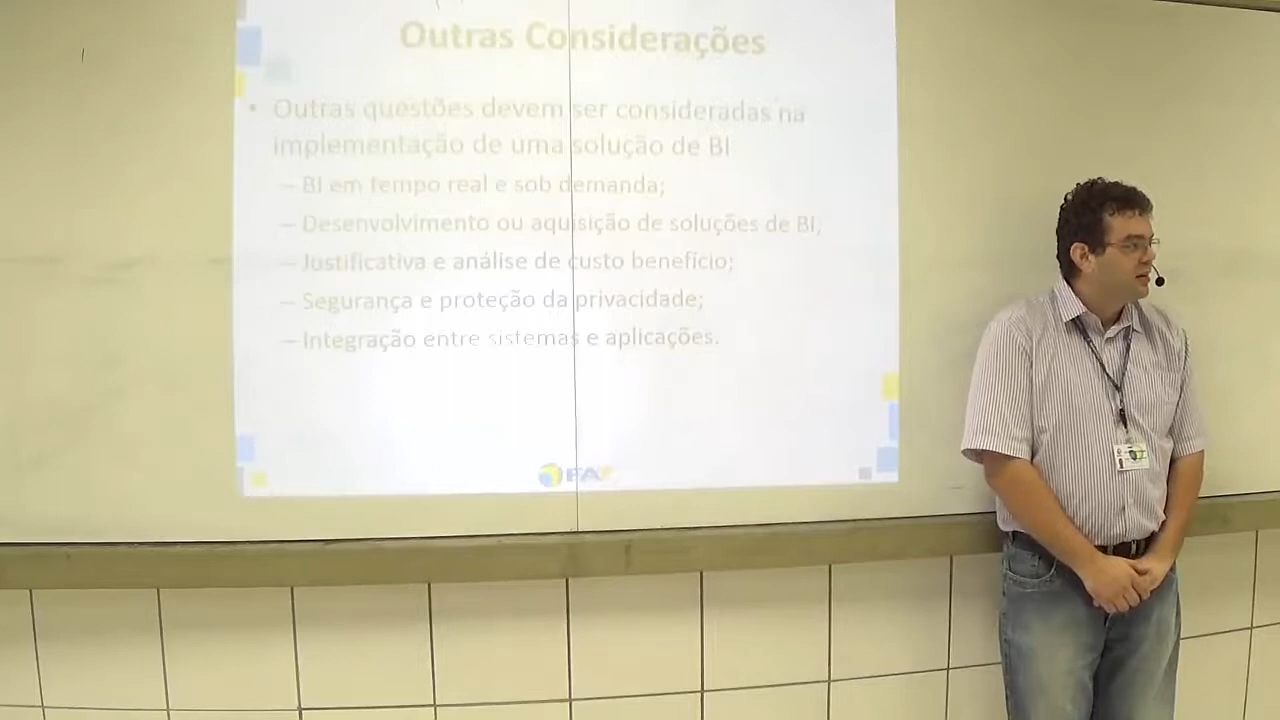 Outras Considerações
• Outras questões devem ser consideradas na
implementação de uma solução de BI
– BI em tempo real e sob demanda;
– Desenvolvimento ou aquisição de soluções de BI;
– Justificativa e análise de custo benefício;
– Segurança e proteção da privacidade;
– Integração entre sistemas e aplicações.